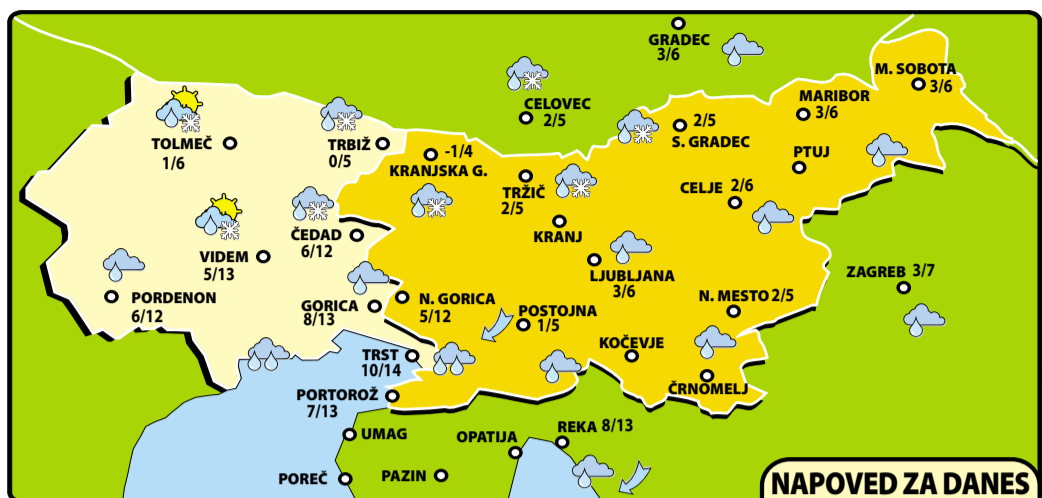 GRADEC
3/6
M. SOBOTA
3/6
CELOVEC
2/5
MARIBOR
3/6
2/5
S. GRADEC
TOLMEČ
1/6
TRBIŽ
0/5
-1/4
KRANJSKA G.
PTUJ
TRŽIČ
2/5
CELJE 2/6
ČEDAD
6/12
KRANJ
VIDEM
5/13
LJUBLJANA
3/6
ZAGREB 3/7
PORDENON
6/12
GORICA
8/13
N. GORICA
5/12
POSTOJNA
1/5
N. MESTO 2/5
KOČEVJE
TRST
10/14
ČRNOMELJ
PORTOROŽ
7/13
UMAG
OPATIJA
REKA 8/13
POREČ
PAZIN
NAPOVED ZA DANES